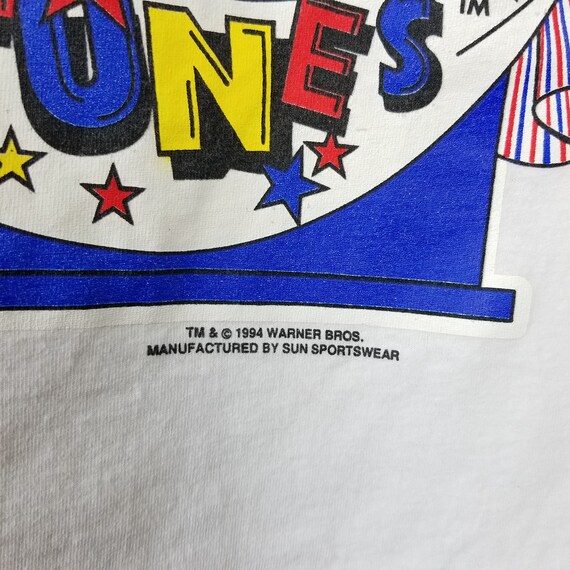 TM
UNES
TM & © 1994 WARNER BROS.
MANUFACTURED BY SUN SPORTSWEAR